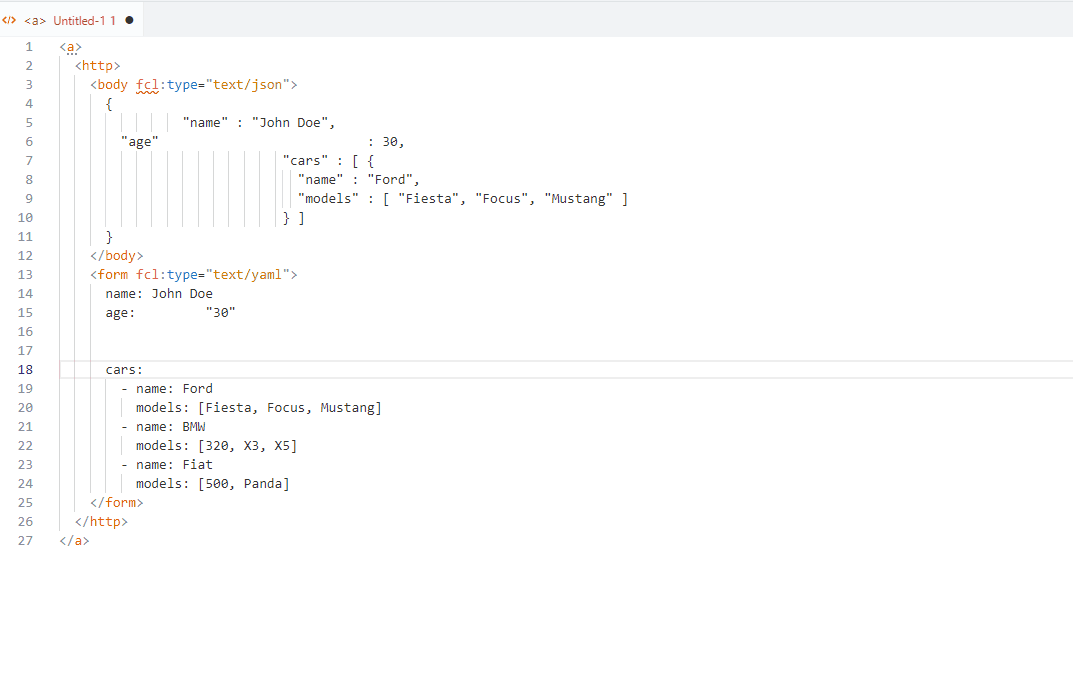 </> <a> Untitled-1 1 ●
1 <a>
2 <http>
3 <body fcl:type="text/json">
4 {
5 "name" : "John Doe",
6 "age" : 30,
7 "cars" : [ {
8 "name" : "Ford",
9 "models" : [ "Fiesta", "Focus", "Mustang" ]
10 } ]
11 }
12 </body>
13 <form fcl:type="text/yaml">
14 name: John Doe
15 age: "30"
16
17
18 cars:
19 - name: Ford
20 models: [Fiesta, Focus, Mustang]
21 - name: BMW
22 models: [320, X3, X5]
23 - name: Fiat
24 models: [500, Panda]
25 </form>
26 </http>
27 </a>